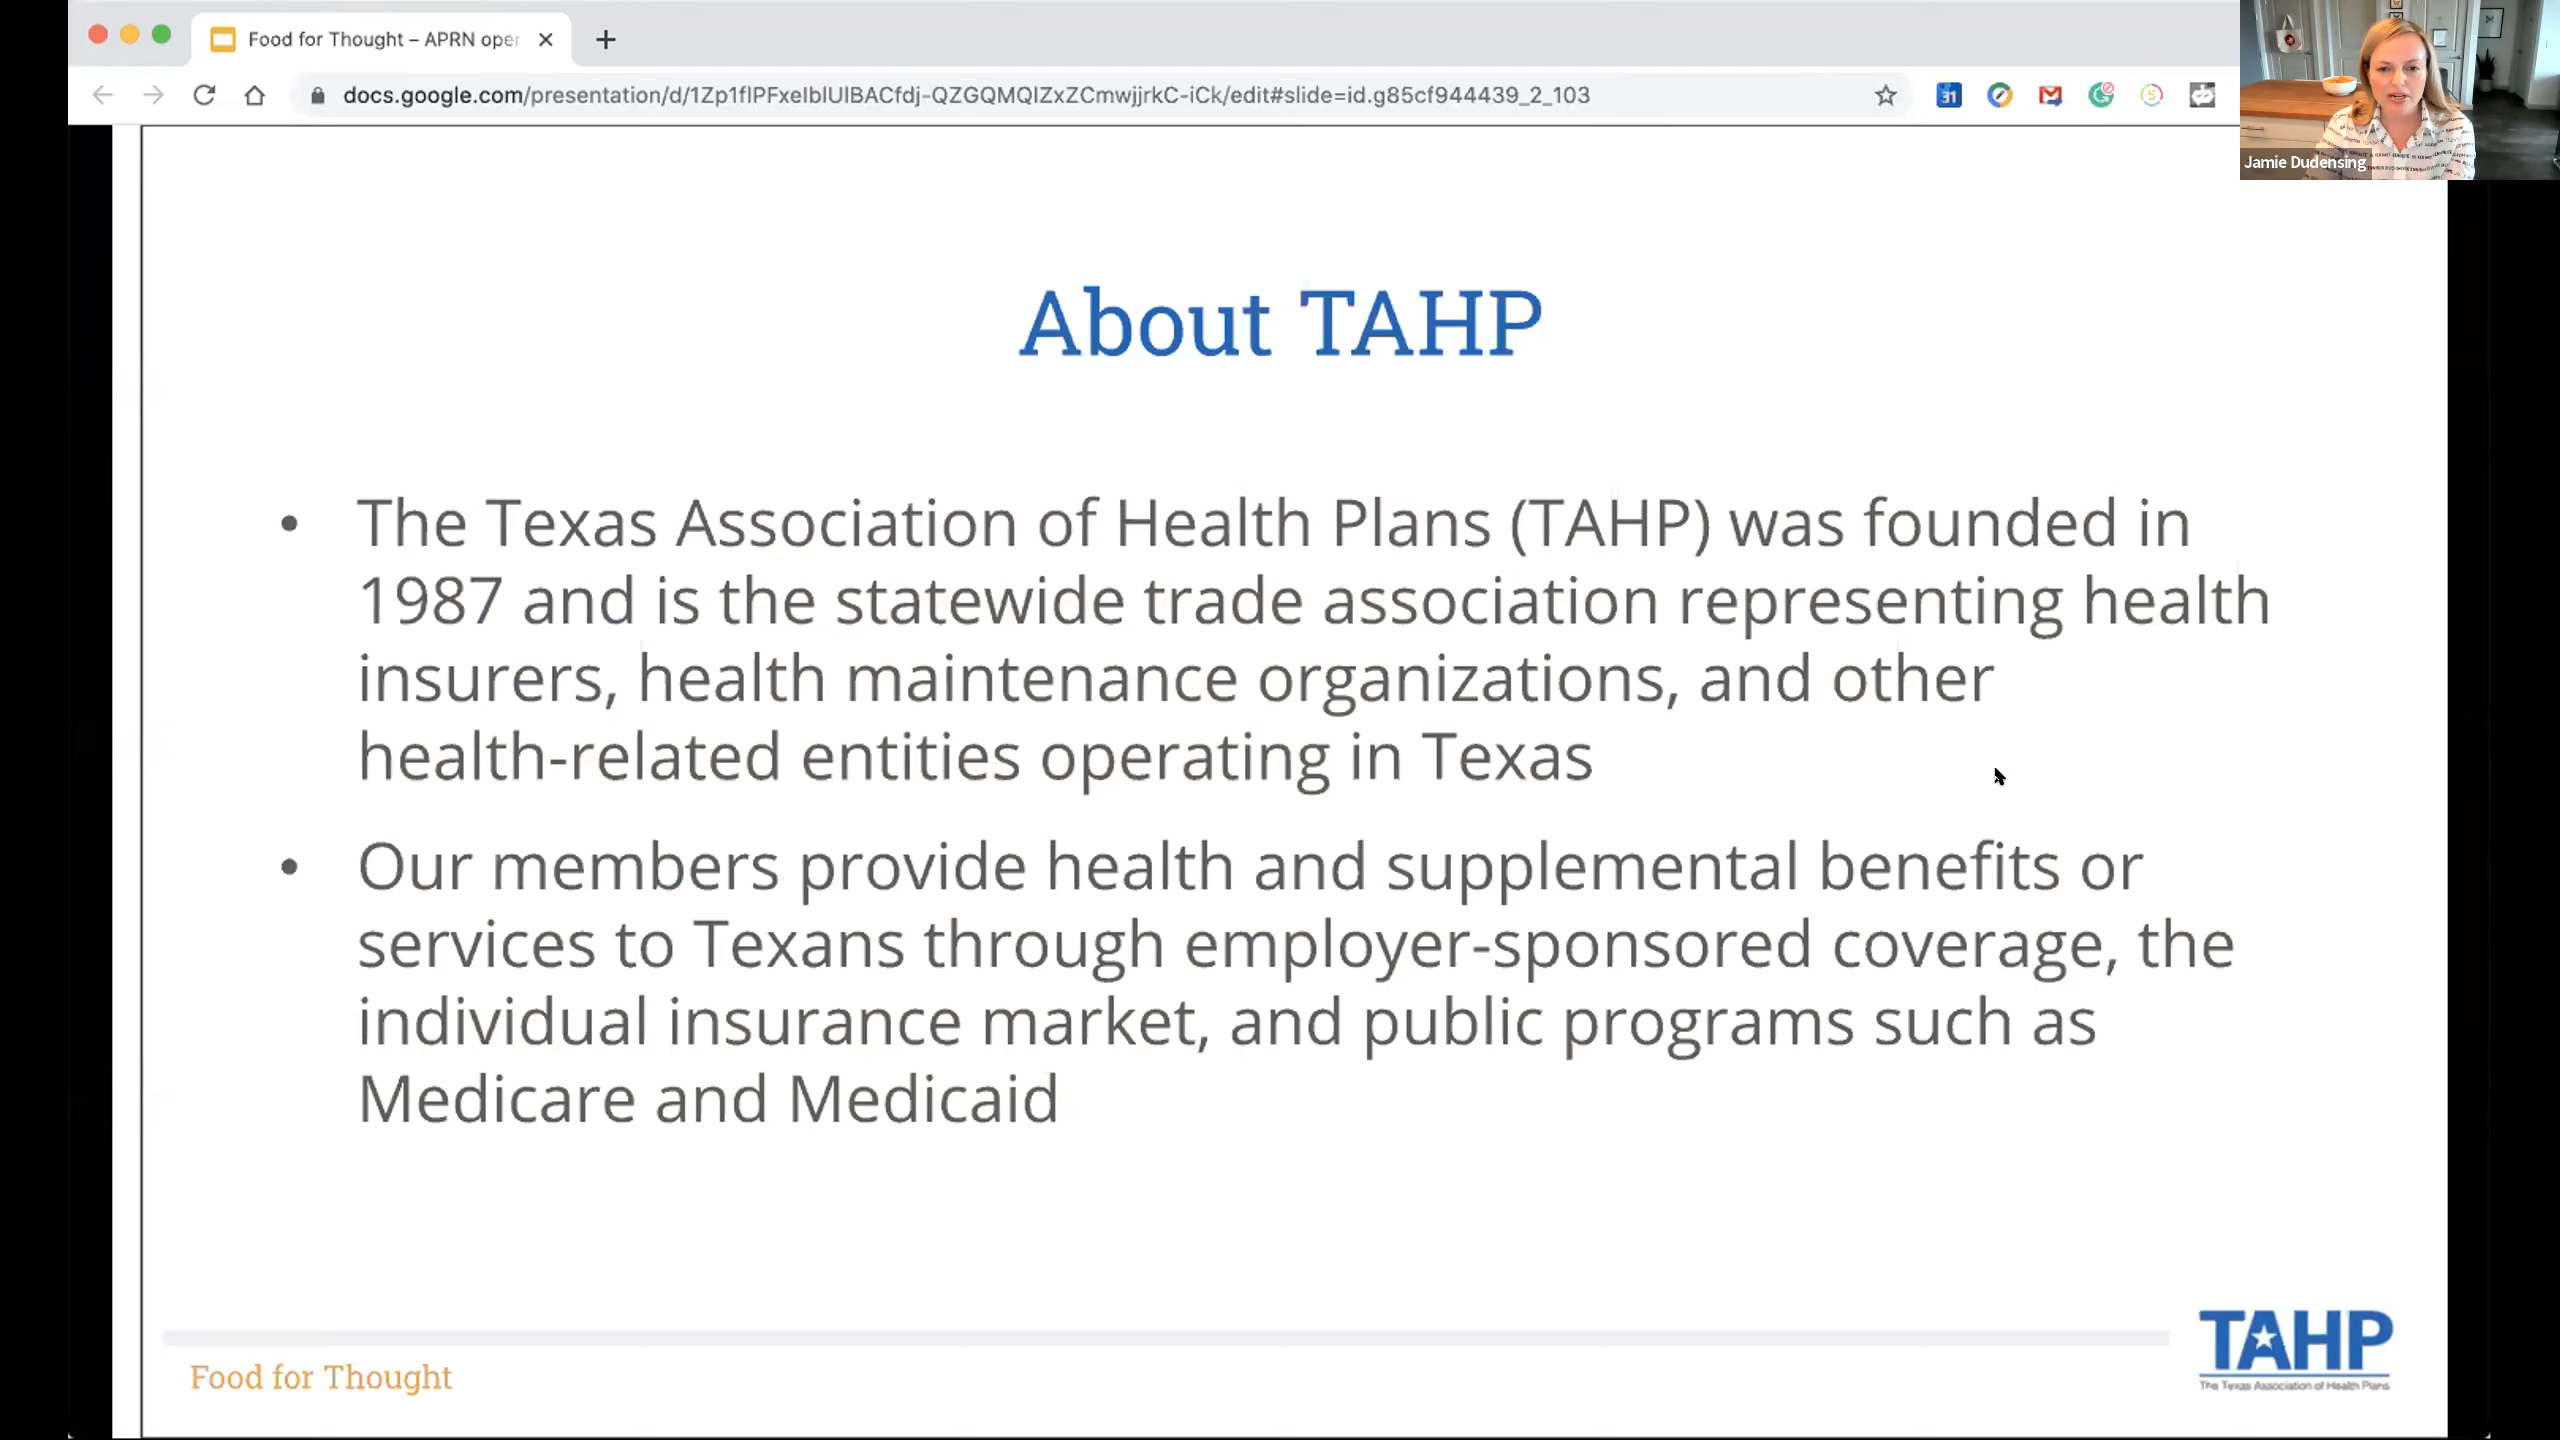 Food for Thought – APRN oper
docs.google.com/presentation/d/1Zp1flPFxeIblUlBACfdj-QZGQMQIZxZCmwjjrkC-iCk/edit#slide=id.g85cf944439_2_103
31
Jamie Dudensing
About TAHP
• The Texas Association of Health Plans (TAHP) was founded in
1987 and is the statewide trade association representing health
insurers, health maintenance organizations, and other
health-related entities operating in Texas
• Our members provide health and supplemental benefits or
services to Texans through employer-sponsored coverage, the
individual insurance market, and public programs such as
Medicare and Medicaid
Food for Thought
TAHP
The Texas Association of Health Plans